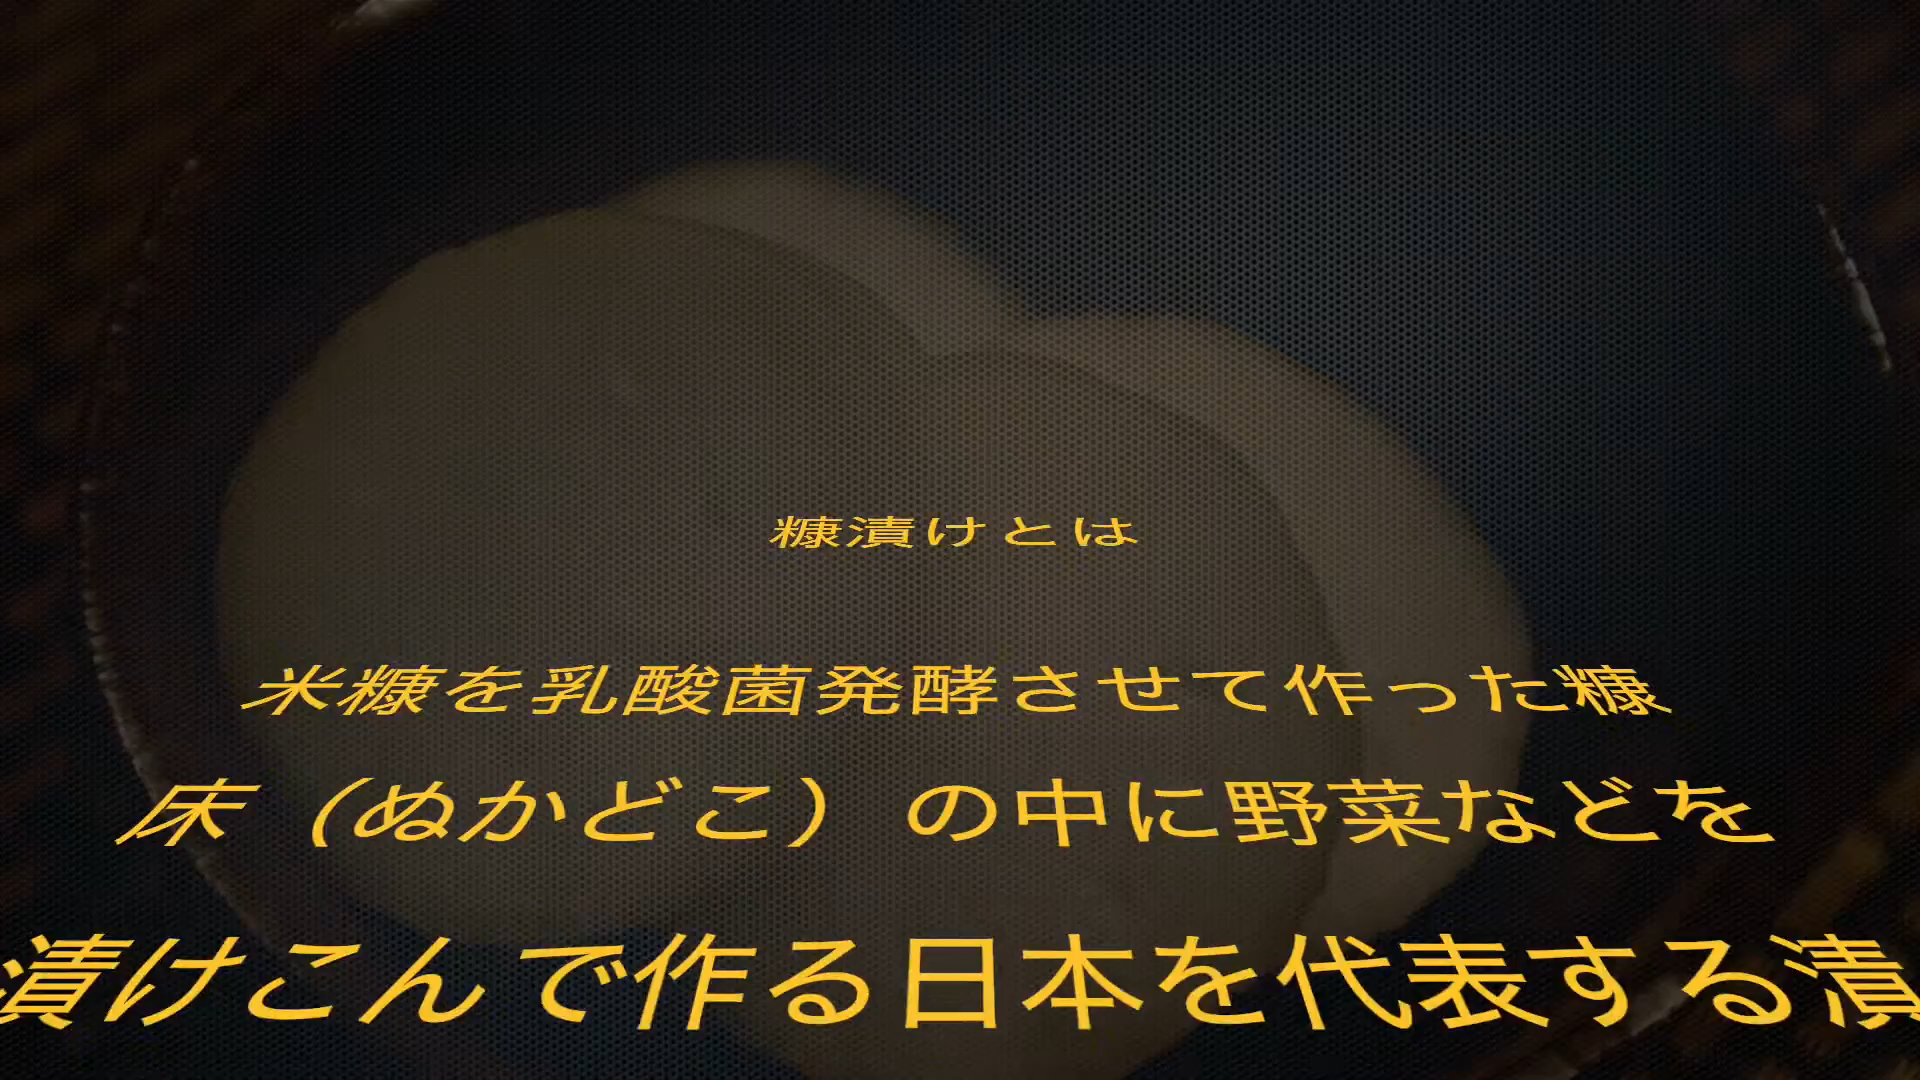 糠漬けとは
米糠を乳酸菌発酵させて作った糠
床（ぬかどこ）の中に野菜などを
漬けこんで作る日本を代表する漬